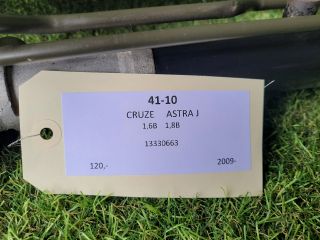 41-10
CRUZE ASTRA J
1,6B 1,8B
13330663
120,- 2009-